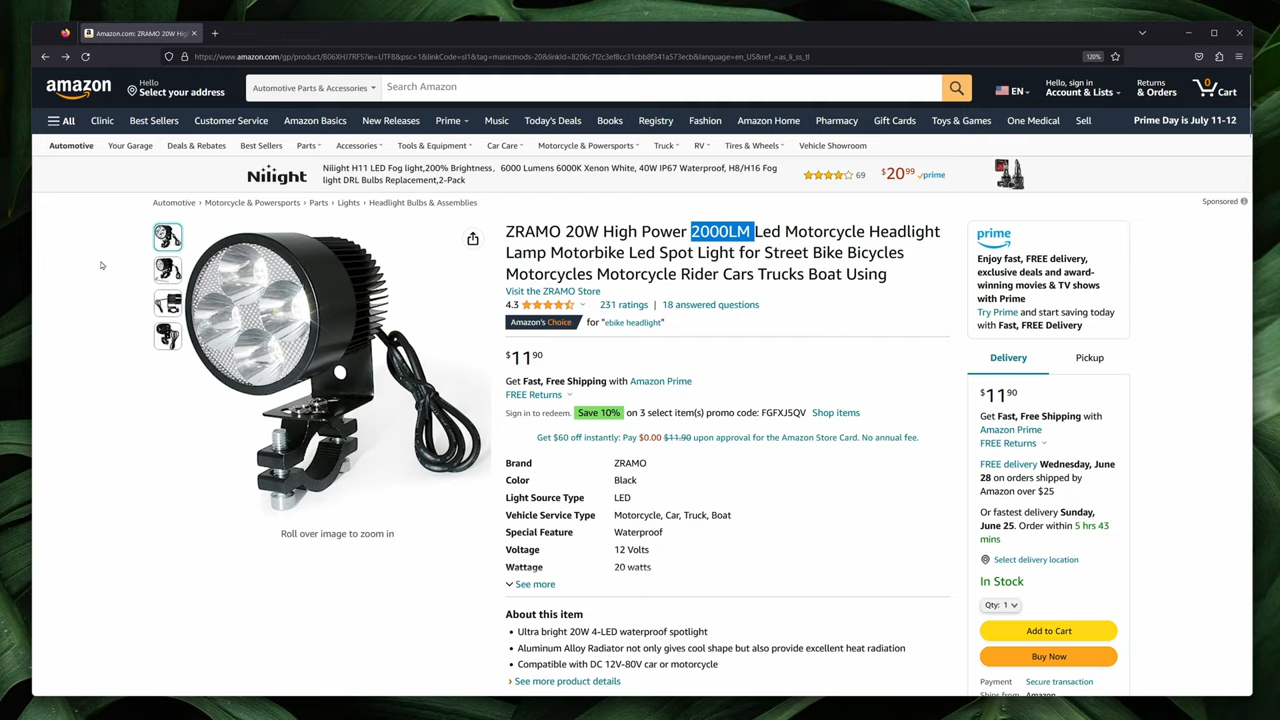 Amazon.com: ZRAMO 20W High
https://www.amazon.com/gp/product/B06XHJ7RFS?ie=UTF8&psc=1&linkCode=sl1&tag=manicmods-20&linkId=8206c7f2c3ef8cc31cbb8f341a573ecb&language=en_US&ref_=as_li_ss_tl
120%
amazon
Hello
Select your address
Automotive Parts & Accessories
Search Amazon
EN
Hello, sign in
Account & Lists
Returns
& Orders
0
Cart
All
Clinic
Best Sellers
Customer Service
Amazon Basics
New Releases
Prime
Music
Today's Deals
Books
Registry
Fashion
Amazon Home
Pharmacy
Gift Cards
Toys & Games
One Medical
Sell
Prime Day is July 11-12
Automotive
Your Garage
Deals & Rebates
Best Sellers
Parts
Accessories
Tools & Equipment
Car Care
Motorcycle & Powersports
Truck
RV
Tires & Wheels
Vehicle Showroom
Nilight
Nilight H11 LED Fog light,200% Brightness, 6000 Lumens 6000K Xenon White, 40W IP67 Waterproof, H8/H16 Fog
light DRL Bulbs Replacement,2-Pack
69
$20.99 prime
Sponsored
Automotive › Motorcycle & Powersports › Parts › Lights › Headlight Bulbs & Assemblies
ZRAMO 20W High Power 2000LM Led Motorcycle Headlight
Lamp Motorbike Led Spot Light for Street Bike Bicycles
Motorcycles Motorcycle Rider Cars Trucks Boat Using
Visit the ZRAMO Store
4.3
231 ratings | 18 answered questions
Amazon's Choice for "ebike headlight"
$11 90
Get Fast, Free Shipping with Amazon Prime
FREE Returns
Sign in to redeem. Save 10% on 3 select item(s) promo code: FGFXJ5QV Shop items
Get $60 off instantly: Pay $0.00 $11.90 upon approval for the Amazon Store Card. No annual fee.
Brand ZRAMO
Color Black
Light Source Type LED
Vehicle Service Type Motorcycle, Car, Truck, Boat
Special Feature Waterproof
Voltage 12 Volts
Wattage 20 watts
See more
About this item
• Ultra bright 20W 4-LED waterproof spotlight
• Aluminum Alloy Radiator not only gives cool shape but also provide excellent heat radiation
• Compatible with DC 12V-80V car or motorcycle
› See more product details
Roll over image to zoom in
prime
Enjoy fast, FREE delivery,
exclusive deals and award-
winning movies & TV shows
with Prime
Try Prime and start saving today
with Fast, FREE Delivery
Delivery
Pickup
$11 90
Get Fast, Free Shipping with
Amazon Prime
FREE Returns
FREE delivery Wednesday, June
28 on orders shipped by
Amazon over $25
Or fastest delivery Sunday,
June 25. Order within 5 hrs 43
mins
Select delivery location
In Stock
Qty: 1
Add to Cart
Buy Now
Payment Secure transaction
Ships from Amazon